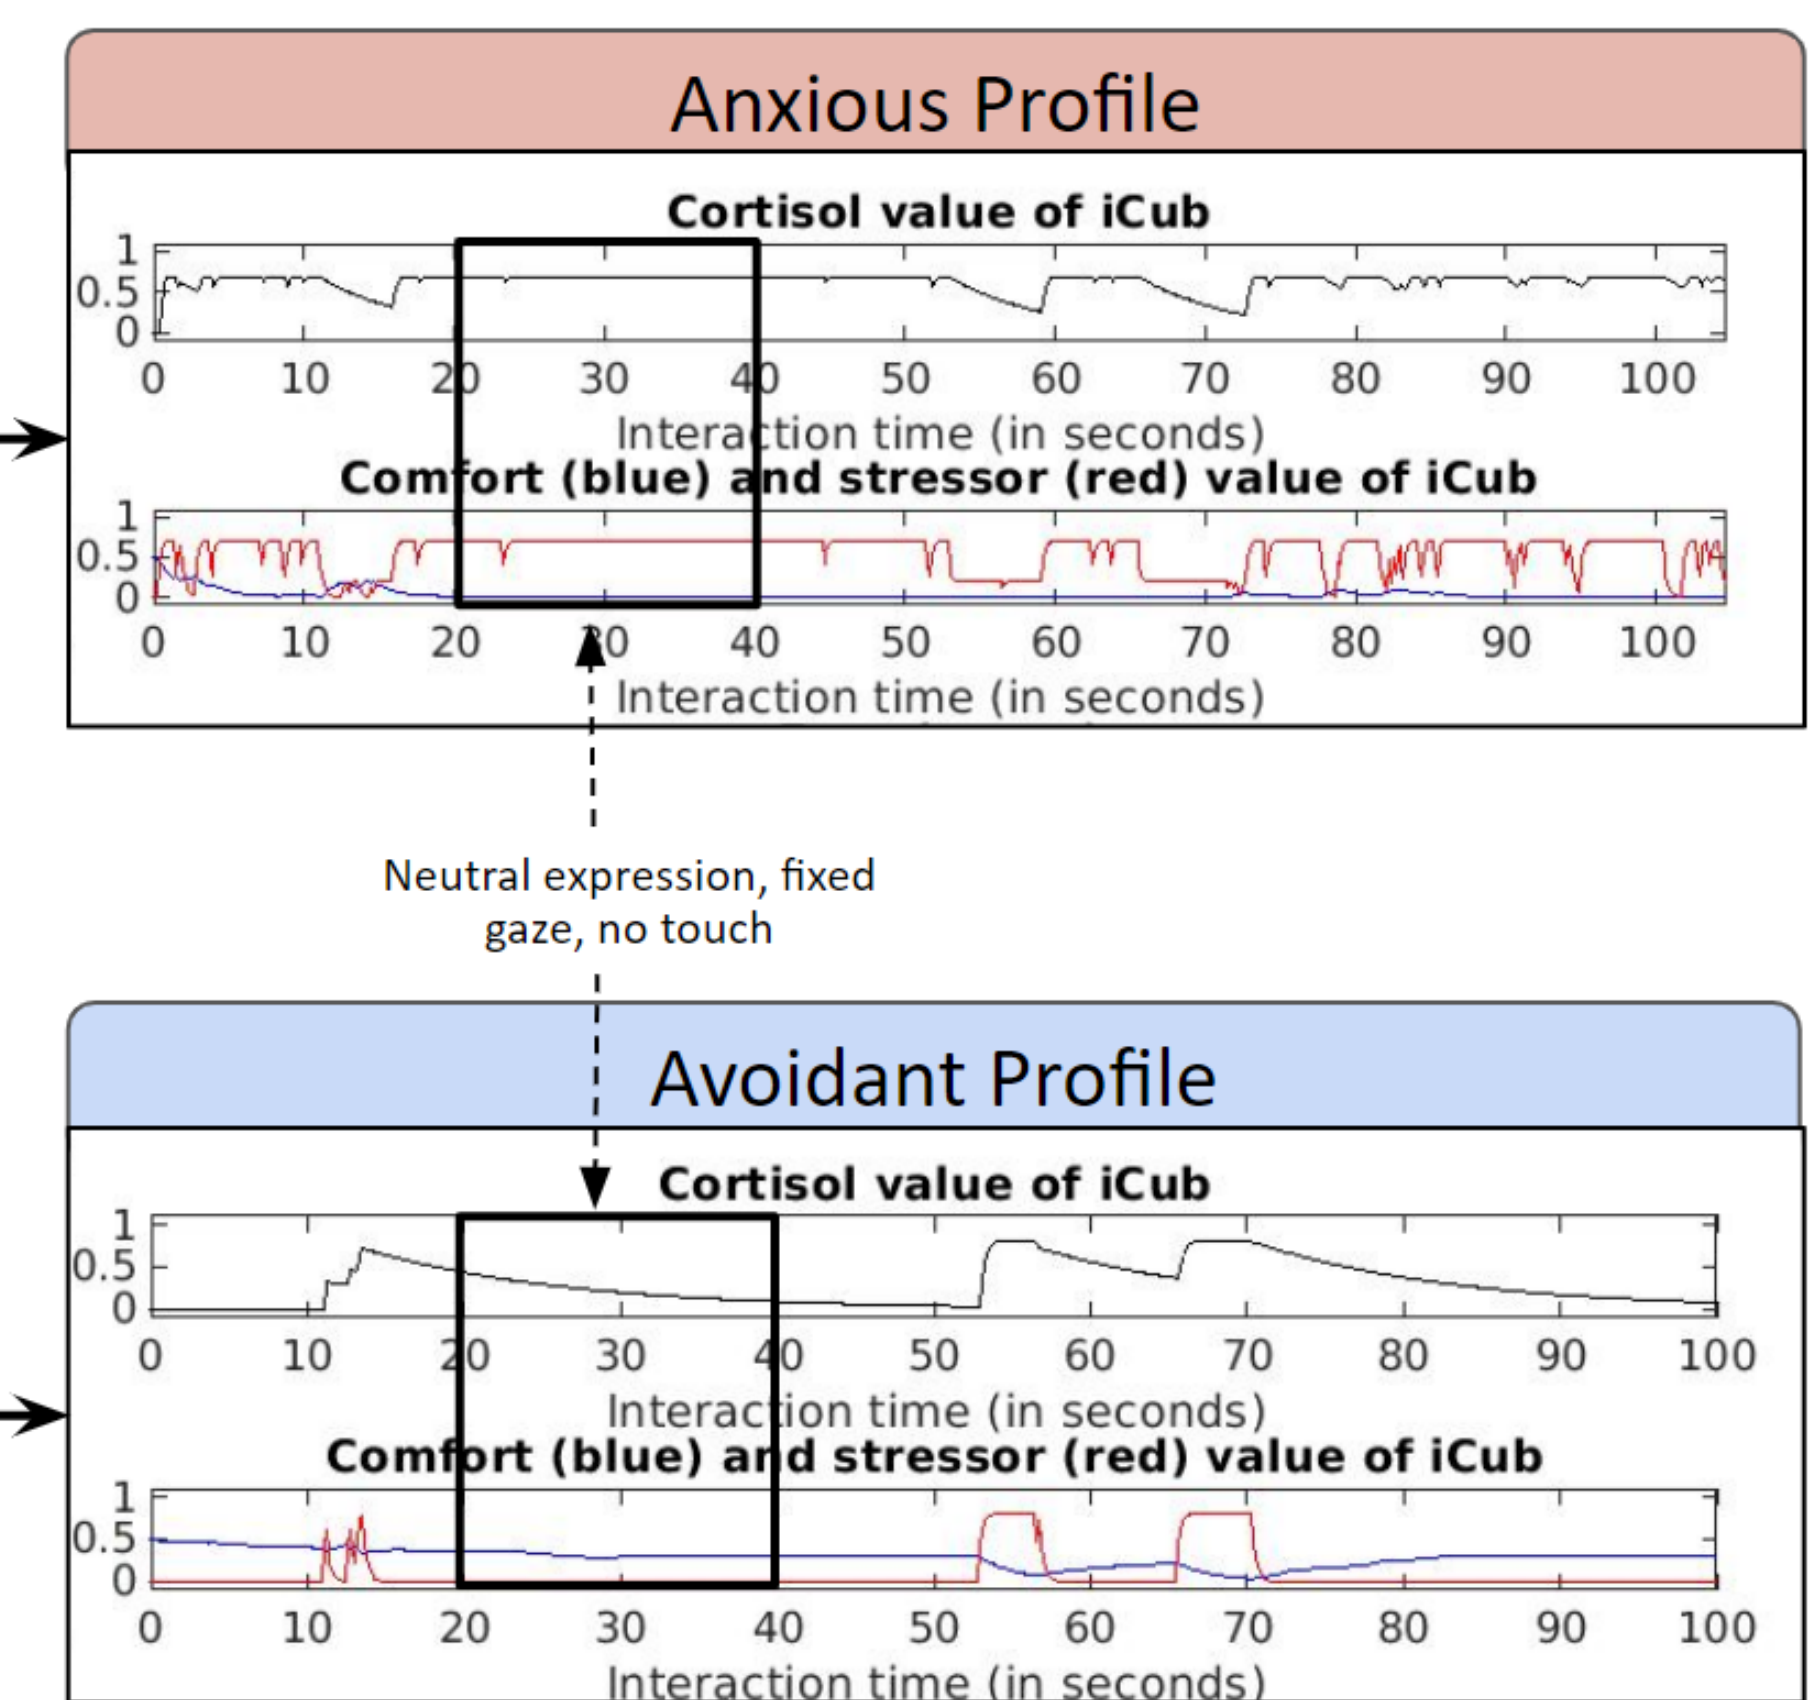 Anxious Profile
Cortisol value of iCub
1
0.5
0
0 10 20 30 40 50 60 70 80 90 100
Interaction time (in seconds)
Comfort (blue) and stressor (red) value of iCub
1
0.5
0
0 10 20 30 40 50 60 70 80 90 100
Interaction time (in seconds)
Neutral expression, fixed
gaze, no touch
Avoidant Profile
Cortisol value of iCub
1
0.5
0
0 10 20 30 40 50 60 70 80 90 100
Interaction time (in seconds)
Comfort (blue) and stressor (red) value of iCub
1
0.5
0
0 10 20 30 40 50 60 70 80 90 100
Interaction time (in seconds)